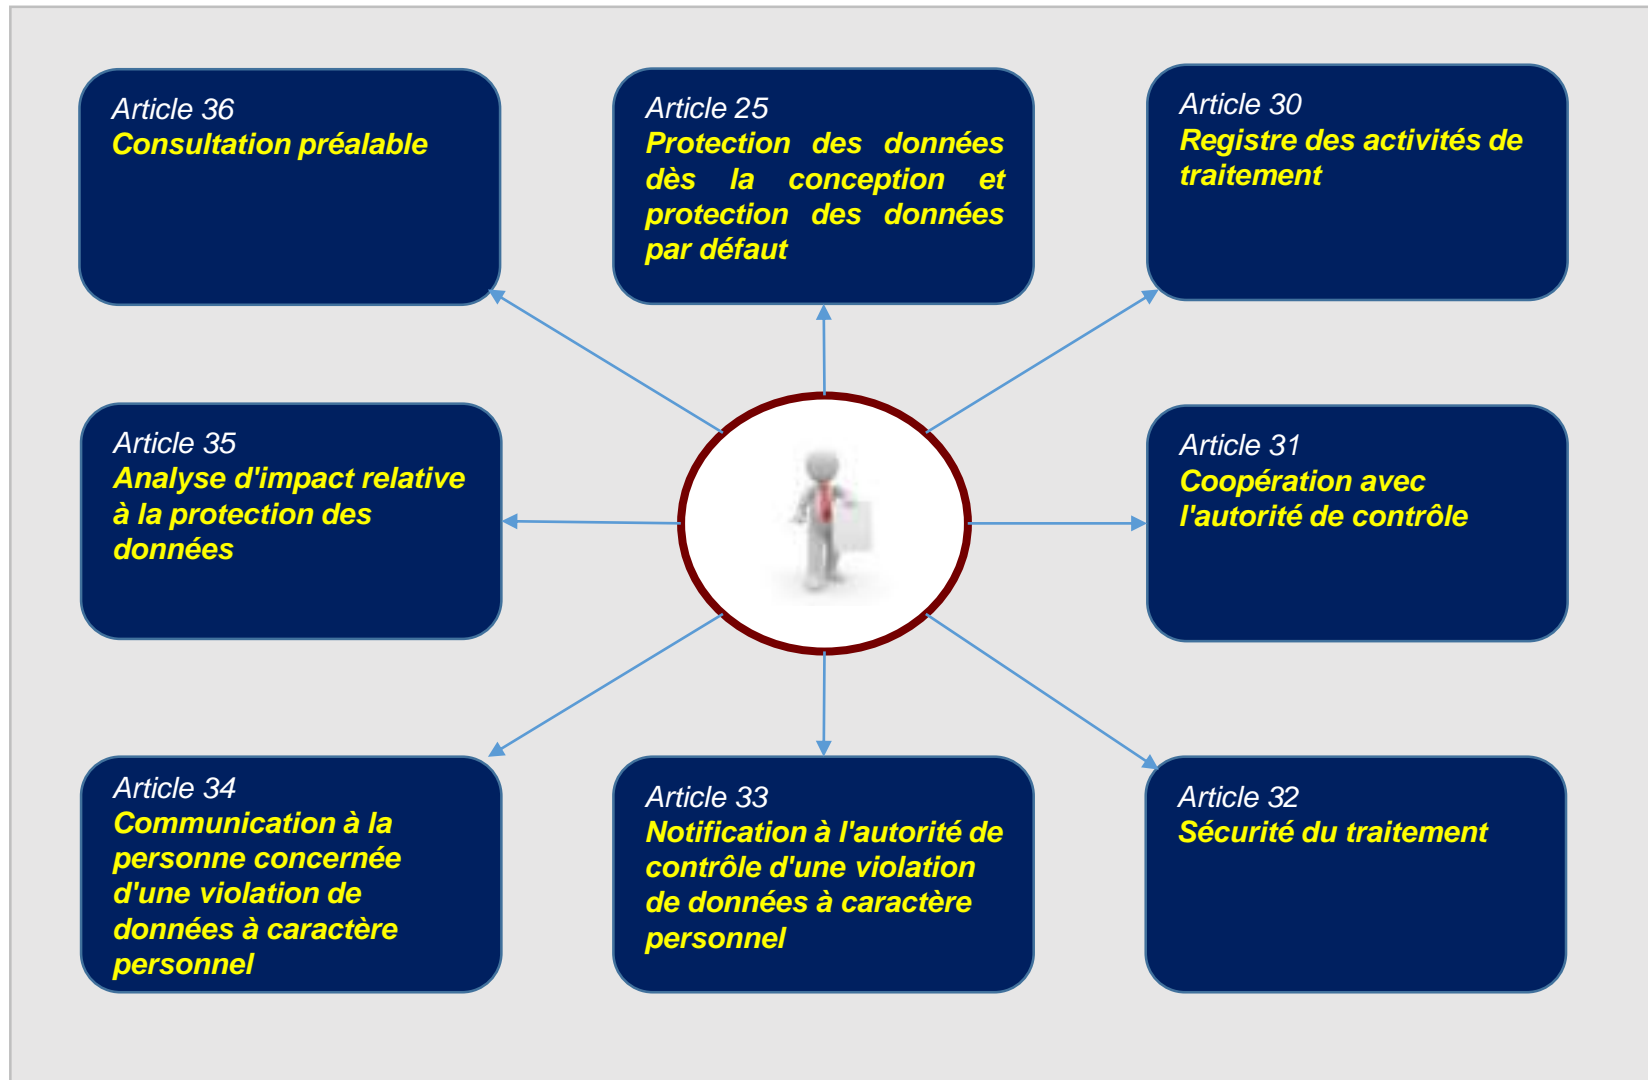 Article 36
Consultation préalable
Article 25
Protection des données
dès la conception et
protection des données
par défaut
Article 30
Registre des activités de
traitement
Article 35
Analyse d'impact relative
à la protection des
données
Article 31
Coopération avec
l'autorité de contrôle
Article 34
Communication à la
personne concernée
d'une violation de
données à caractère
personnel
Article 33
Notification à l'autorité de
contrôle d'une violation
de données à caractère
personnel
Article 32
Sécurité du traitement